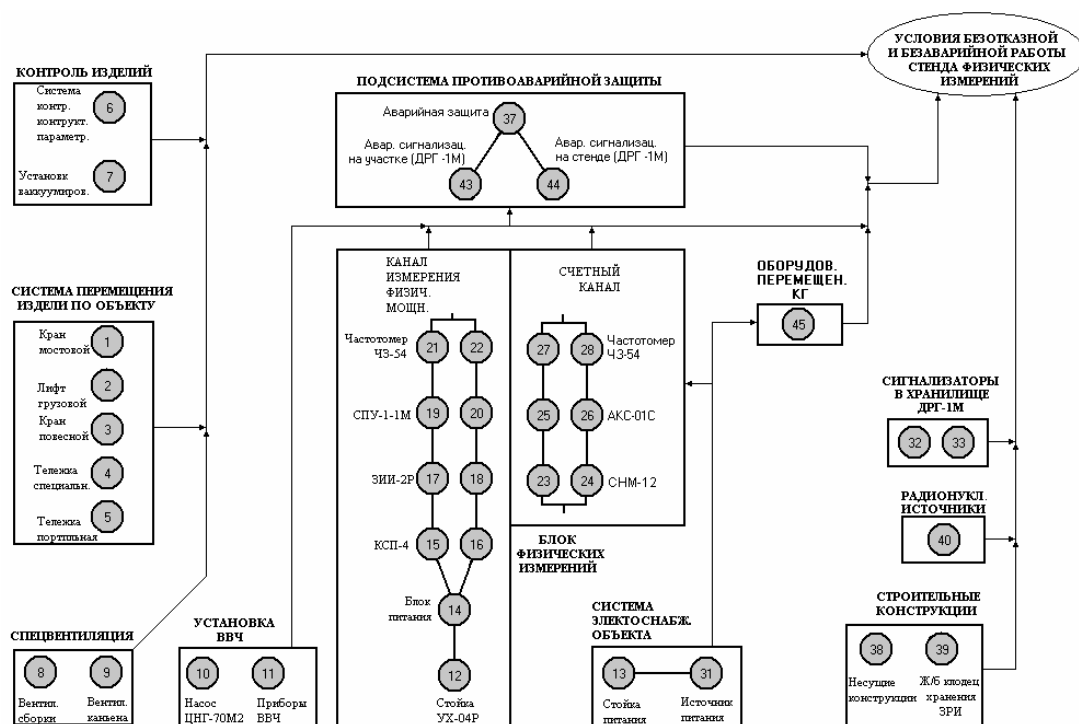 УСЛОВИЯ БЕЗОТКАЗНОЙ
И БЕЗАВАРИЙНОЙ РАБОТЫ
СТЕНДА ФИЗИЧЕСКИХ
ИЗМЕРЕНИЙ
КОНТРОЛЬ ИЗДЕЛИЙ
Система
контр.
контрукт.
параметр.
6
Установк
ваккуумиров.
7
ПОДСИСТЕМА ПРОТИВОАВАРИЙНОЙ ЗАЩИТЫ
Аварийная защита
37
Авар. сигнализац.
на участке (ДРГ -1М)
43
Авар. сигнализац.
на стенде (ДРГ -1М)
44
СИСТЕМА ПЕРЕМЕЩЕНИЯ
ИЗДЕЛИ ПО ОБЪЕКТУ
Кран
мостовой
1
Лифт
грузовой
2
Кран
повесной
3
Тележка
специальн.
4
Тележка
портпльная
5
КАНАЛ
ИЗМЕРЕНИЯ
ФИЗИЧ.
МОЩН.
Частотомер
ЧЗ-54
21
22
СПУ-1-1М
19
20
ЗИИ-2Р
17
18
КСП-4
15
16
Блок
питания
14
12
Стойка
УХ-04Р
СЧЕТНЫЙ
КАНАЛ
27
28
Частотомер
ЧЗ-54
25
26
АКС-01С
23
24
СНМ-12
БЛОК
ФИЗИЧЕСКИХ
ИЗМЕРЕНИЙ
ОБОРУДОВ.
ПЕРЕМЕЩЕН.
КГ
45
СИГНАЛИЗАТОРЫ
В ХРАНИЛИЩЕ
ДРГ-1М
32
33
РАДИОНУКЛ.
ИСТОЧНИКИ
40
СПЕЦВЕНТИЛЯЦИЯ
8
9
Вентил.
сборки
Вентил.
каньена
УСТАНОВКА
ВВЧ
10
11
Насос
ЦНГ-70М2
Приборы
ВВЧ
СИСТЕМА
ЭЛЕКТОСНАБЖ.
ОБЪЕКТА
13
31
Стойка
питания
Источник
питания
СТРОИТЕЛЬНЫЕ
КОНСТРУКЦИИ
38
39
Несущие
конструкции
Ж/б клодец
хранения
ЗРИ